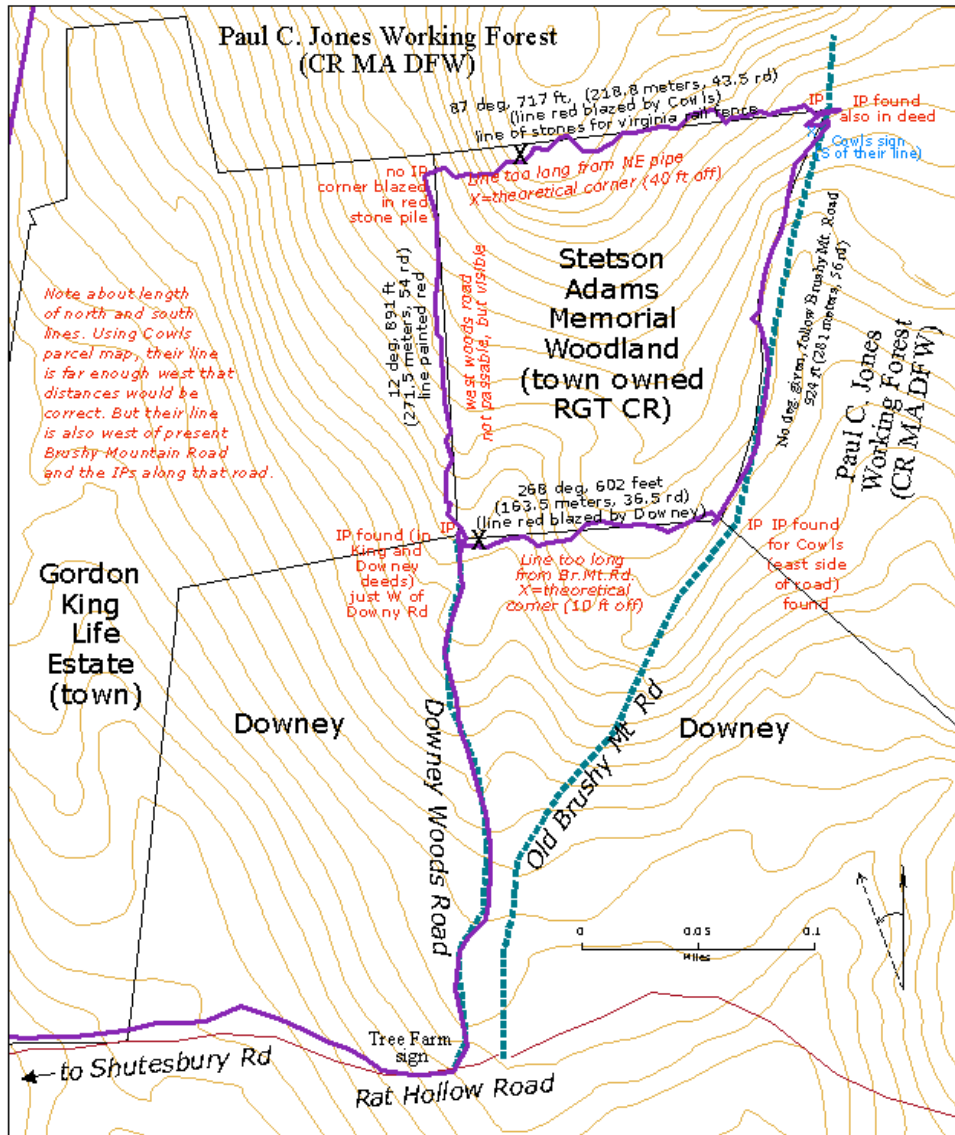 Paul C. Jones Working Forest
(CR MA DFW)
87 deg, 717 ft, (218.8 meters, 43.5 rd)
(line red blazed by Cowls)
line of stones for virginia rail fence
IP
IP found
also in deed
X
Cowls sign
S of their line)
X
no IP
corner blazed
in red
stone pile
Line too long from NE pipe
X=theoretical corner (40 ft off)
Stetson
Adams
Memorial
Woodland
(town owned
RGT CR)
12 deg, 891 ft
(271.5 meters, 54 rd)
line painted red
west woods road
not passable, but visible
No deg given, follow Brushy Mt. Road
924 ft (281 meters, 56 rd)
Paul C. Jones
Working Forest
(CR MA DFW)
Note about length
of north and south
lines. Using Cowls
parcel map, their line
is far enough west that
distances would be
correct. But their line
is also west of present
Brushy Mountain Road
and the IPs along that road.
268 deg, 602 feet
(163.5 meters, 36.5 rd)
(line red blazed by Downey)
IP
IP found (in
King and
Downey
deeds)
just W of
Downy Rd
X
Line too long
from Br.Mt.Rd.
X=theoretical
corner (10 ft off)
IP
IP found
for Cowls
(east side
of road)
found
Gordon
King
Life
Estate
(town)
Downey
Downey Woods Road
Old Brushy Mt Rd
Downey
0
0.05
0.1
Miles
Tree Farm
sign
to Shutesbury Rd
Rat Hollow Road